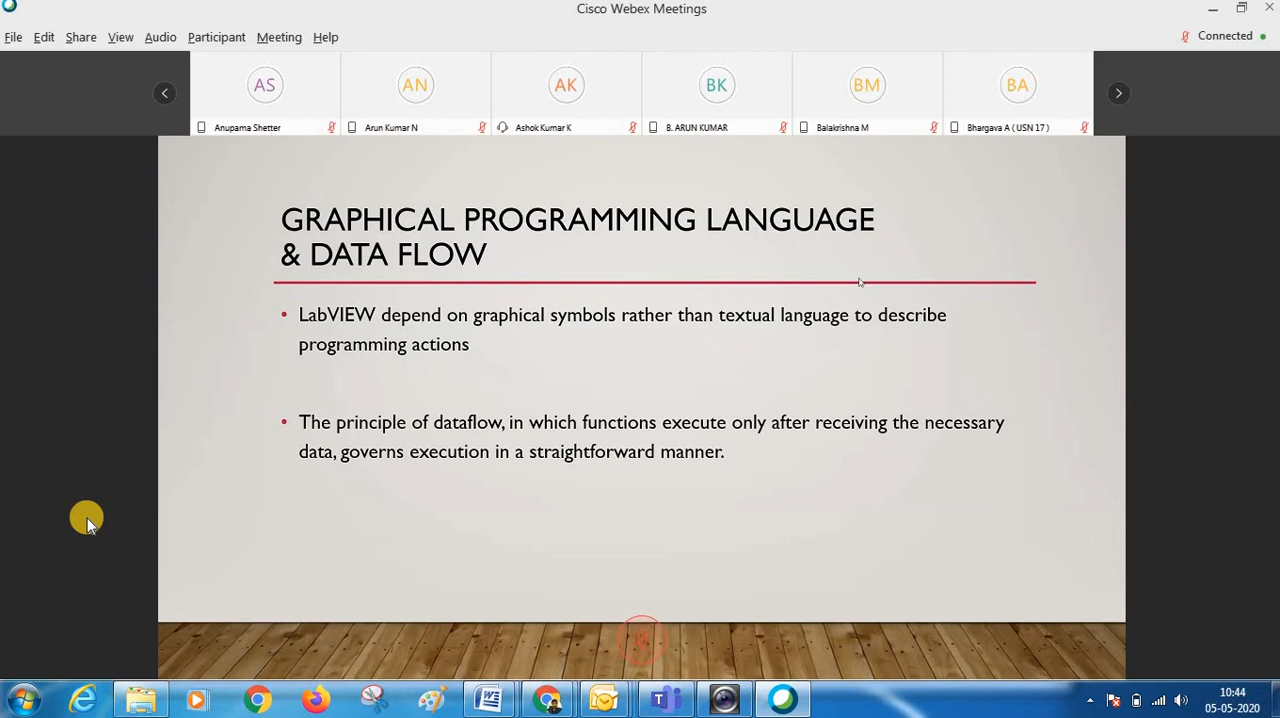 Cisco Webex Meetings
File Edit Share View Audio Participant Meeting Help
Connected
AS AN AK BK BM BA
Anupama Shetter Arun Kumar N Ashok Kumar K B. ARUN KUMAR Balakrishna M Bhargava A ( USN 17 )
GRAPHICAL PROGRAMMING LANGUAGE
& DATA FLOW
• LabVIEW depend on graphical symbols rather than textual language to describe
programming actions
• The principle of dataflow, in which functions execute only after receiving the necessary
data, governs execution in a straightforward manner.
10:44
05-05-2020